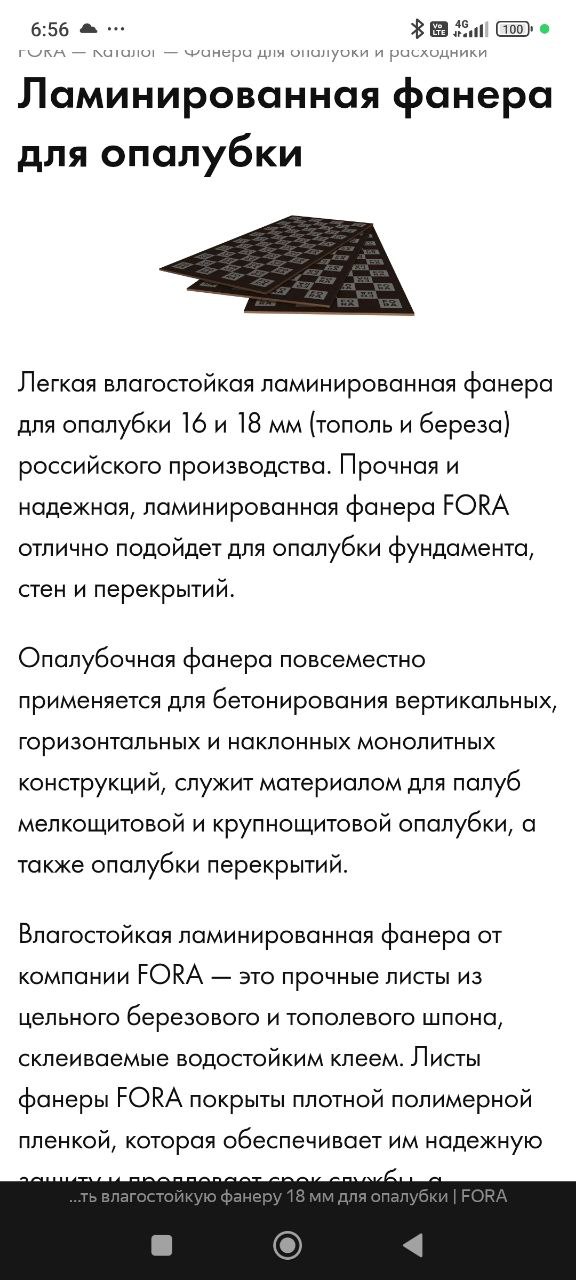 6:56
4G
100
FORA — Каталог — Фанера для опалубки и расходники
Ламинированная фанера
для опалубки
Легкая влагостойкая ламинированная фанера
для опалубки 16 и 18 мм (тополь и береза)
российского производства. Прочная и
надежная, ламинированная фанера FORA
отлично подойдет для опалубки фундамента,
стен и перекрытий.
Опалубочная фанера повсеместно
применяется для бетонирования вертикальных,
горизонтальных и наклонных монолитных
конструкций, служит материалом для палуб
мелкощитовой и крупнощитовой опалубки, а
также опалубки перекрытий.
Влагостойкая ламинированная фанера от
компании FORA — это прочные листы из
цельного березового и тополевого шпона,
склеиваемые водостойким клеем. Листы
фанеры FORA покрыты плотной полимерной
пленкой, которая обеспечивает им надежную
защиту и продлевает срок службы, а
...ть влагостойкую фанеру 18 мм для опалубки | FORA